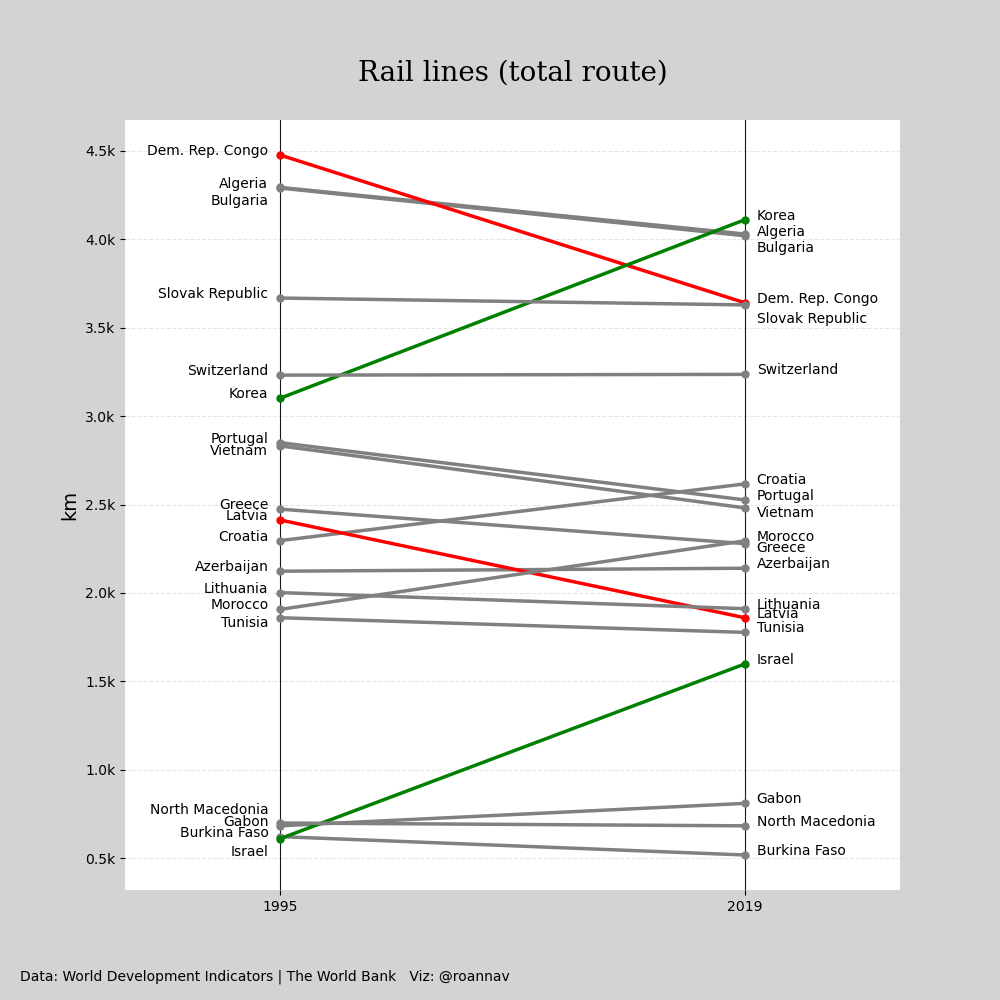 Rail lines (total route)
km
4.5k
4.0k
3.5k
3.0k
2.5k
2.0k
1.5k
1.0k
0.5k
Dem. Rep. Congo
Algeria
Bulgaria
Slovak Republic
Switzerland
Korea
Portugal
Vietnam
Greece
Latvia
Croatia
Azerbaijan
Lithuania
Morocco
Tunisia
North Macedonia
Gabon
Burkina Faso
Israel
Korea
Algeria
Bulgaria
Dem. Rep. Congo
Slovak Republic
Switzerland
Croatia
Portugal
Vietnam
Morocco
Greece
Azerbaijan
Lithuania
Latvia
Tunisia
Israel
Gabon
North Macedonia
Burkina Faso
1995
2019
Data: World Development Indicators | The World Bank   Viz: @roannav